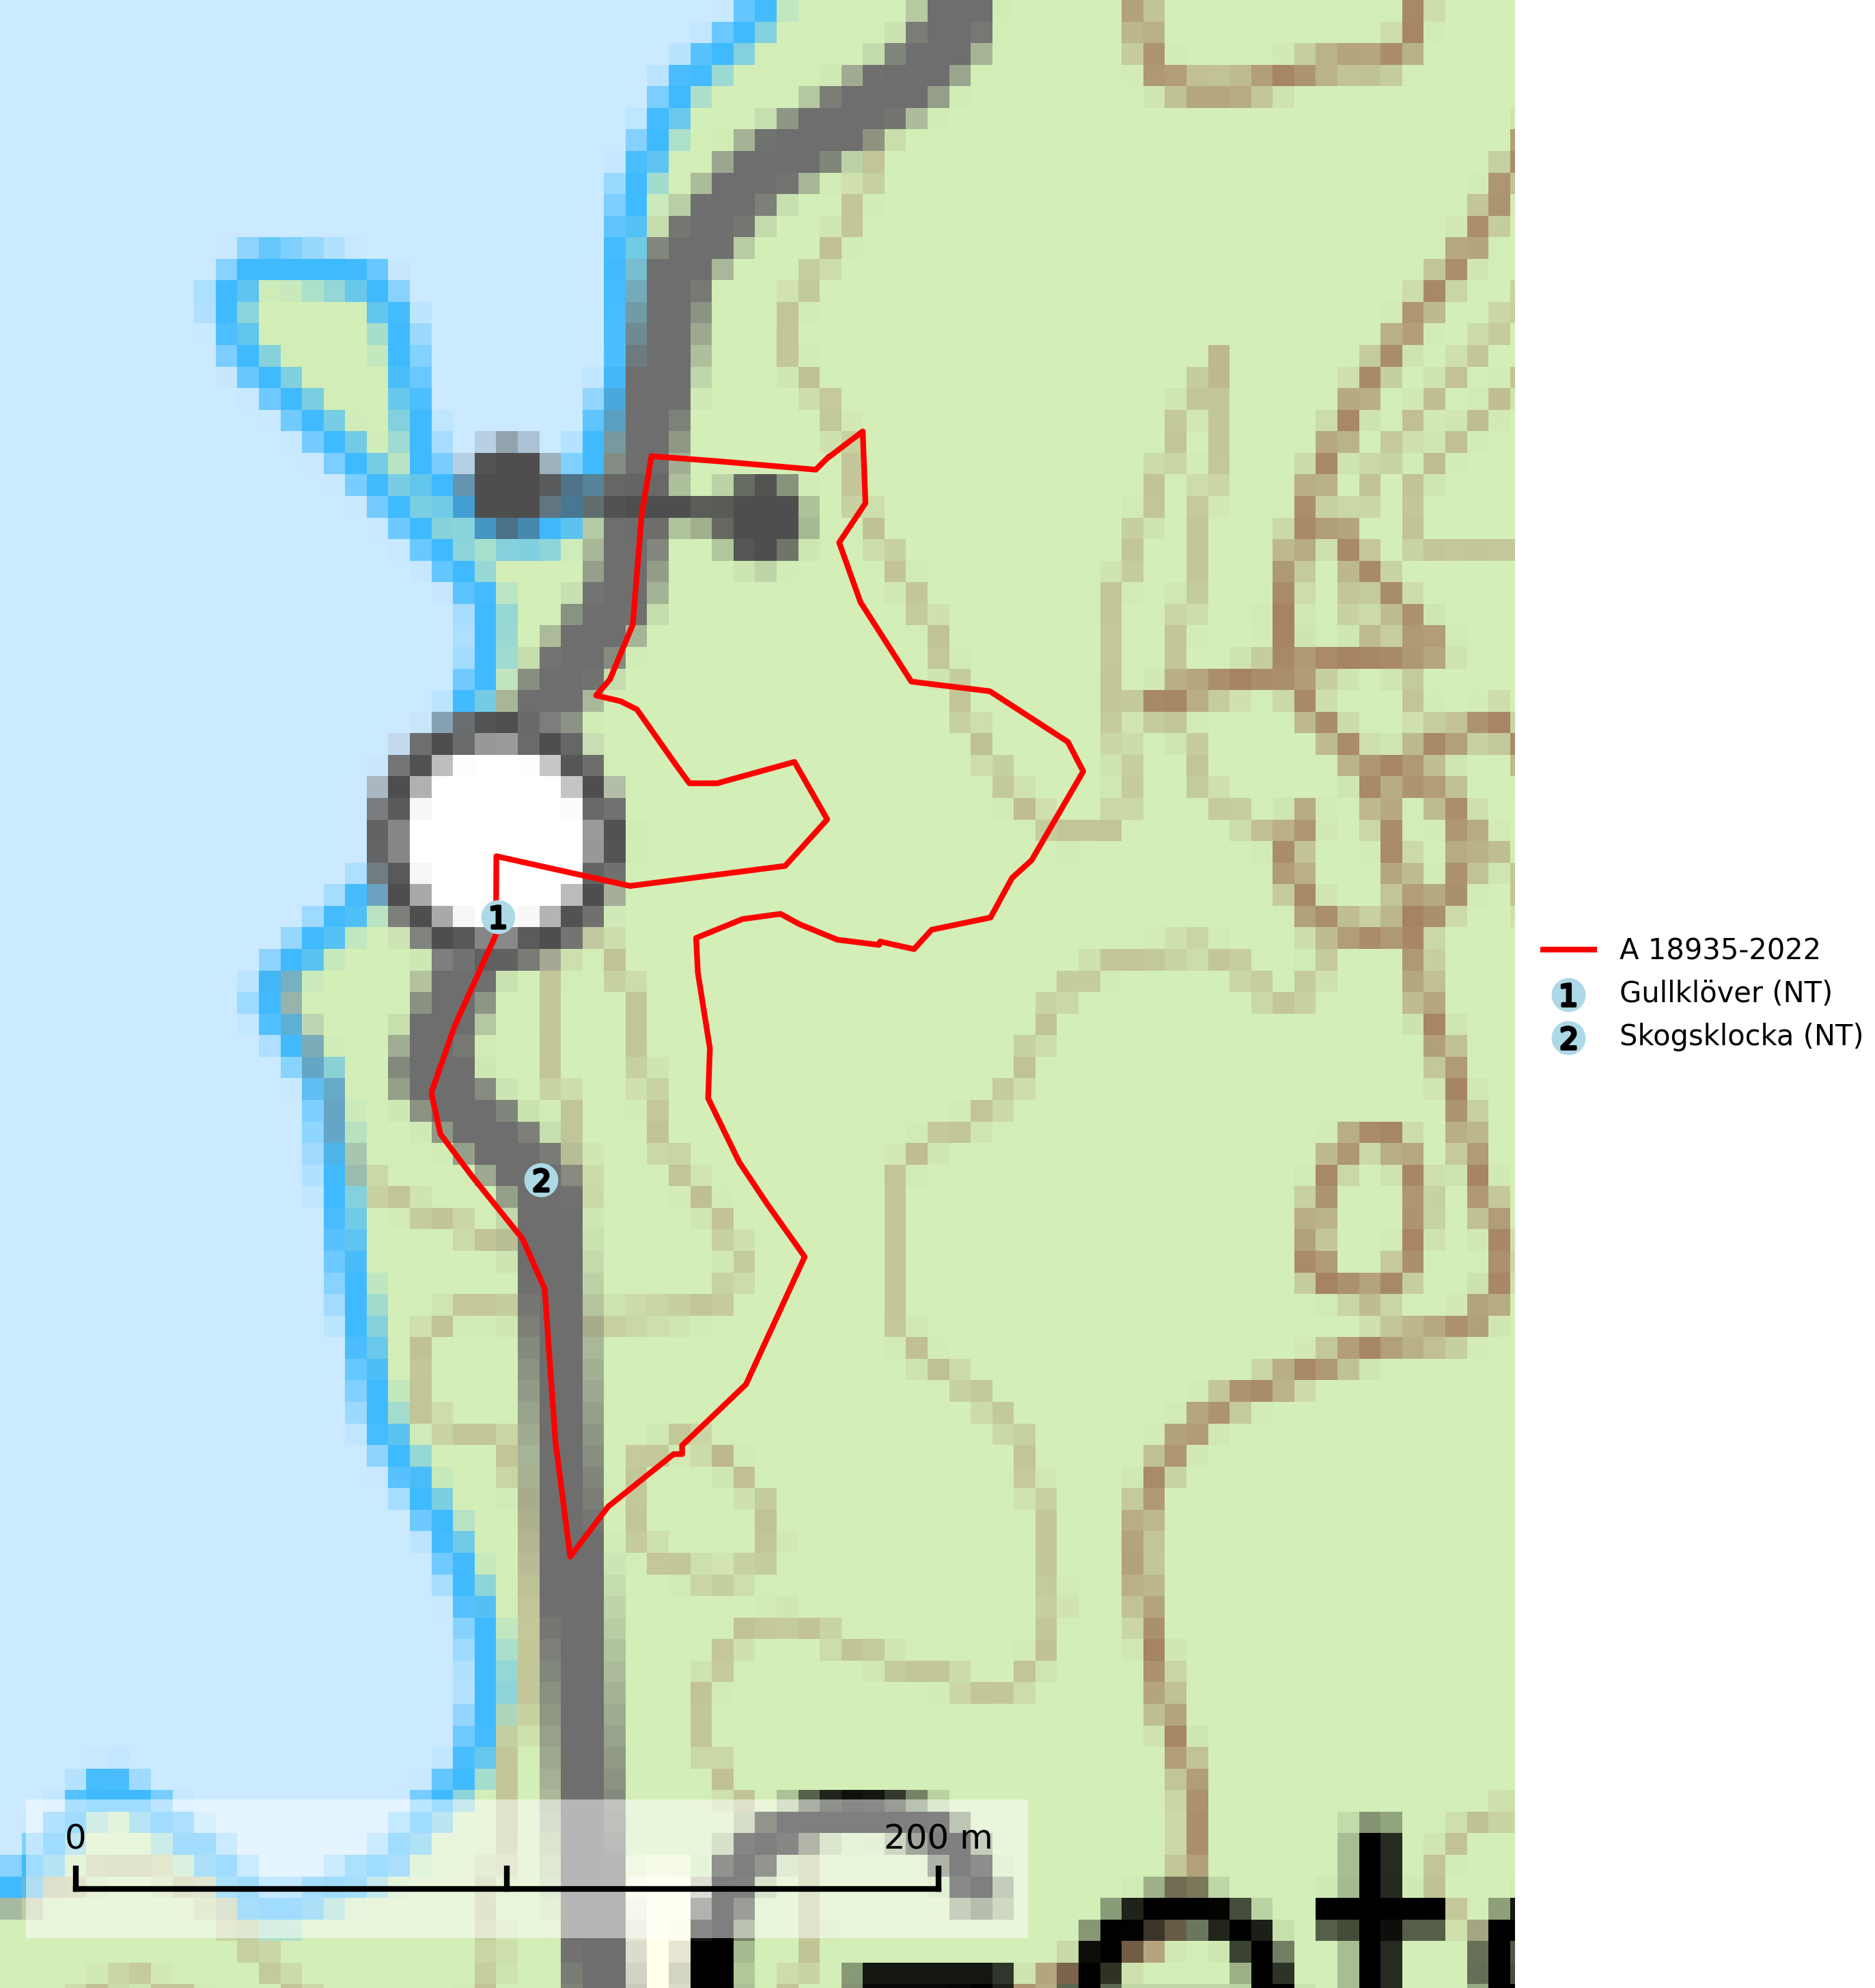 1
2
A 18935-2022
1 Gullklöver (NT)
2 Skogsklocka (NT)
0 200 m